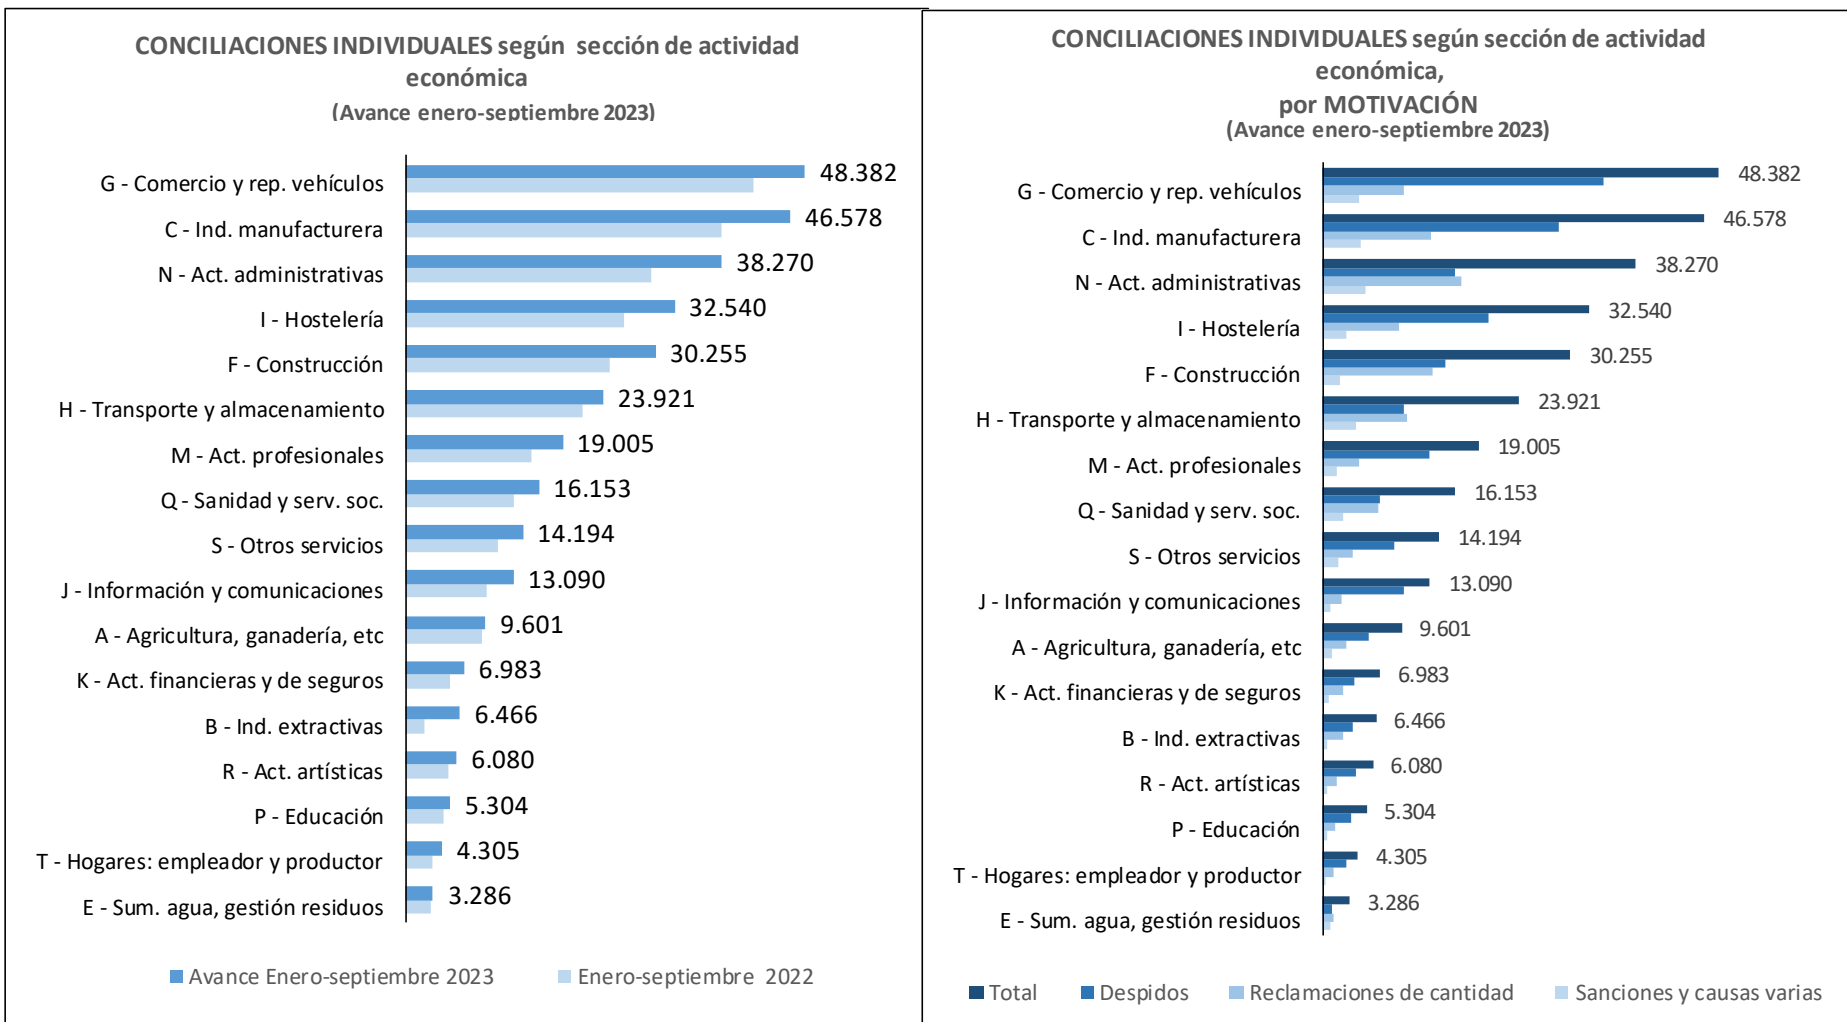 CONCILIACIONES INDIVIDUALES según sección de actividad
económica
(Avance enero-septiembre 2023)
G - Comercio y rep. vehículos
48.382
C - Ind. manufacturera
46.578
N - Act. administrativas
38.270
I - Hostelería
32.540
F - Construcción
30.255
H - Transporte y almacenamiento
23.921
M - Act. profesionales
19.005
Q - Sanidad y serv. soc.
16.153
S - Otros servicios
14.194
J - Información y comunicaciones
13.090
A - Agricultura, ganadería, etc
9.601
K - Act. financieras y de seguros
6.983
B - Ind. extractivas
6.466
R - Act. artísticas
6.080
P - Educación
5.304
T - Hogares: empleador y productor
4.305
E - Sum. agua, gestión residuos
3.286
Avance Enero-septiembre 2023
Enero-septiembre 2022
CONCILIACIONES INDIVIDUALES según sección de actividad
económica,
por MOTIVACIÓN
(Avance enero-septiembre 2023)
G - Comercio y rep. vehículos
48.382
C - Ind. manufacturera
46.578
N - Act. administrativas
38.270
I - Hostelería
32.540
F - Construcción
30.255
H - Transporte y almacenamiento
23.921
M - Act. profesionales
19.005
Q - Sanidad y serv. soc.
16.153
S - Otros servicios
14.194
J - Información y comunicaciones
13.090
A - Agricultura, ganadería, etc
9.601
K - Act. financieras y de seguros
6.983
B - Ind. extractivas
6.466
R - Act. artísticas
6.080
P - Educación
5.304
T - Hogares: empleador y productor
4.305
E - Sum. agua, gestión residuos
3.286
Total
Despidos
Reclamaciones de cantidad
Sanciones y causas varias